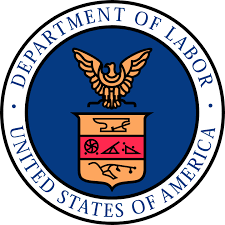 DEPARTMENT OF LABOR
UNITED STATES OF AMERICA